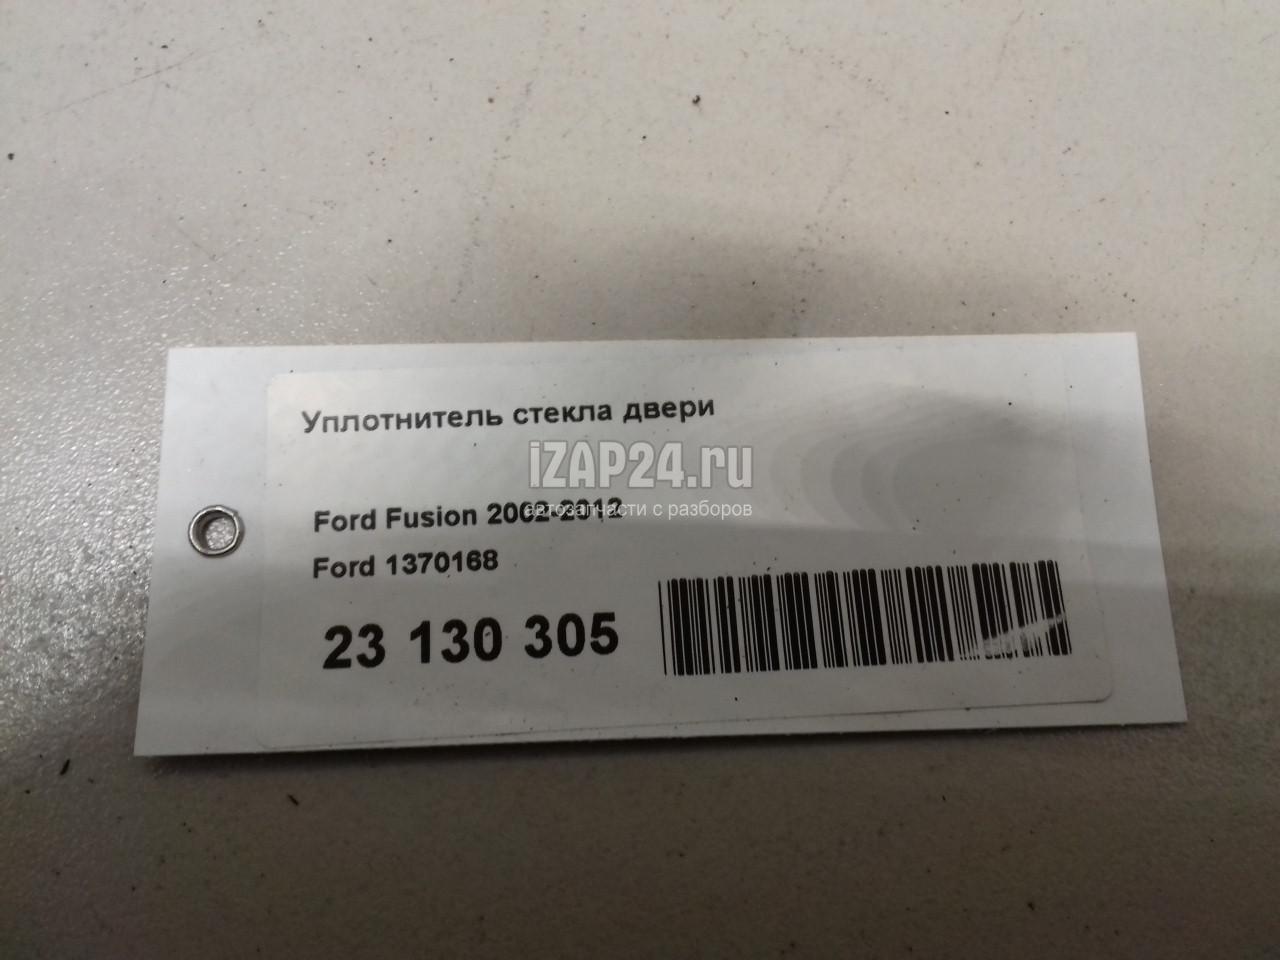 Уплотнитель стекла двери
iZAP24.ru
автозапчасти с разборов
Ford Fusion 2002-2012
Ford 1370168
23 130 305